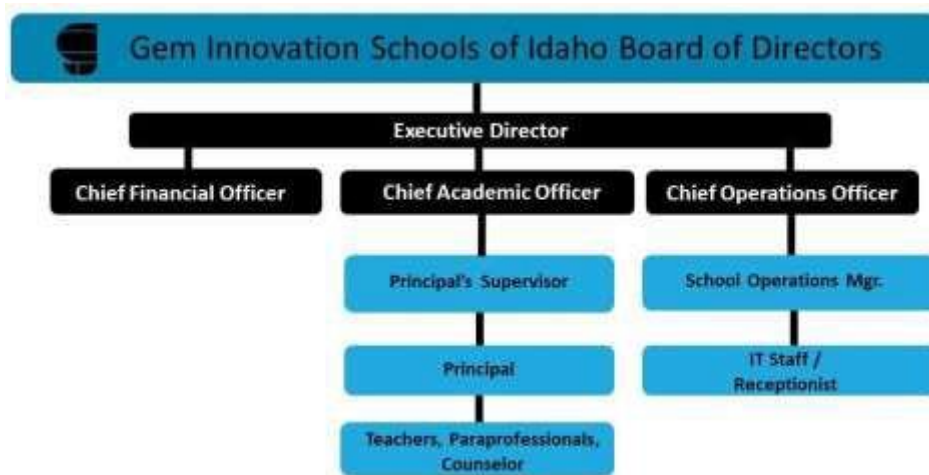 Gem Innovation Schools of Idaho Board of Directors
Executive Director
Chief Financial Officer
Chief Academic Officer
Chief Operations Officer
Principal's Supervisor
School Operations Mgr.
Principal
IT Staff /
Receptionist
Teachers, Paraprofessionals,
Counselor